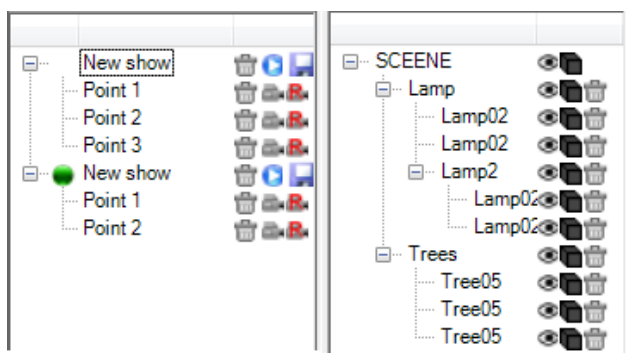 New show
Point 1
Point 2
Point 3
New show
Point 1
Point 2
SCEENE
Lamp
Lamp02
Lamp02
Lamp2
Lamp02
Lamp02
Trees
Tree05
Tree05
Tree05